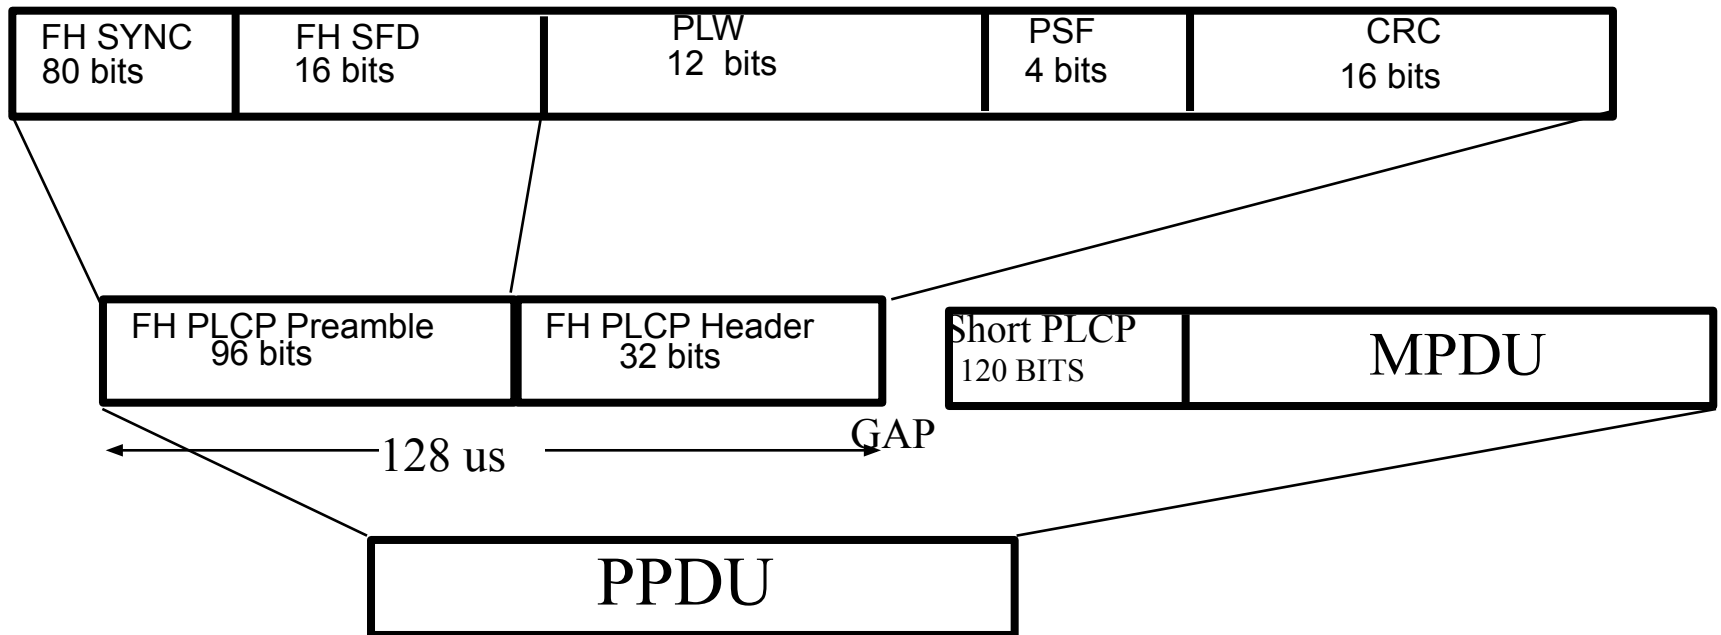 FH SYNC
80 bits
FH SFD
16 bits
PLW
12 bits
PSF
4 bits
CRC
16 bits
FH PLCP Preamble
96 bits
FH PLCP Header
32 bits
Short PLCP
120 BITS
MPDU
GAP
128 us
PPDU